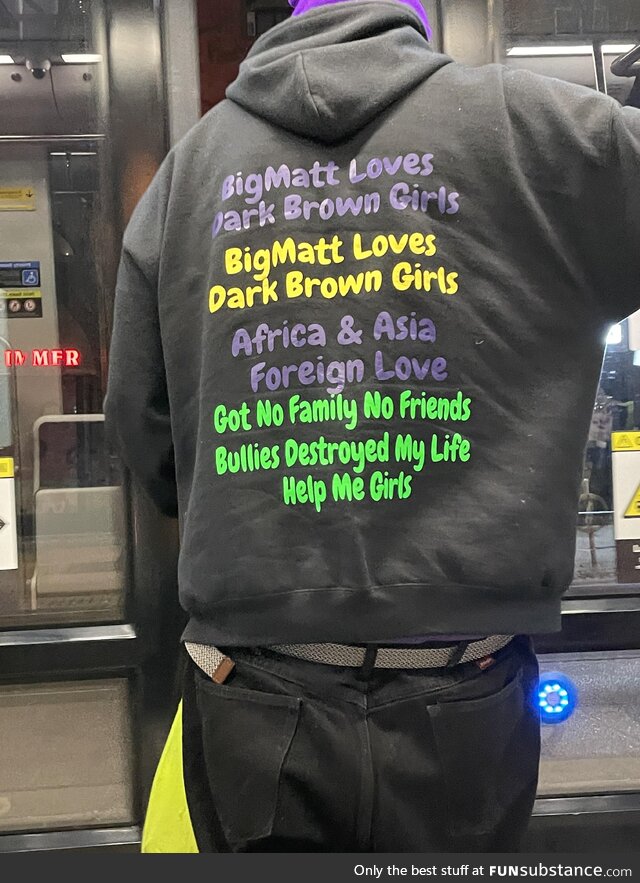 BigMatt Loves
Dark Brown Girls
BigMatt Loves
Dark Brown Girls
Africa & Asia
Foreign Love
Got No Family No Friends
Bullies Destroyed My Life
Help Me Girls
Only the best stuff at FUNsubstance.com